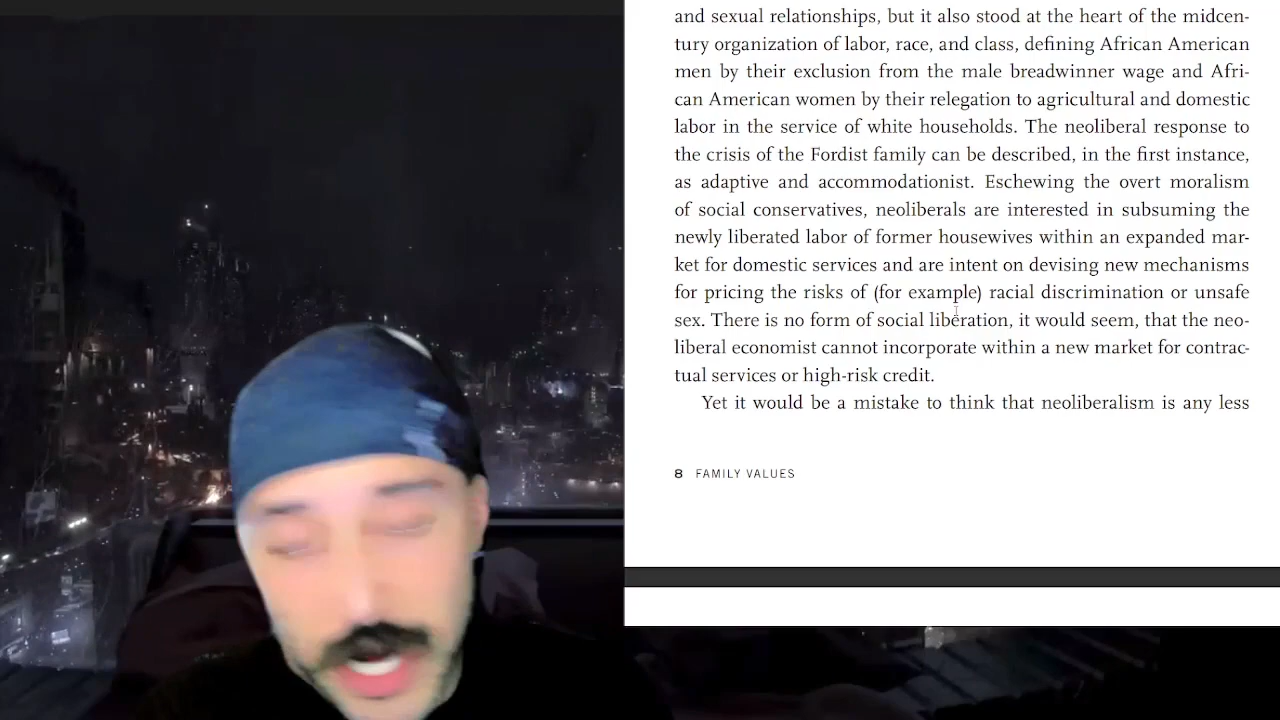 and sexual relationships, but it also stood at the heart of the midcen-
tury organization of labor, race, and class, defining African American
men by their exclusion from the male breadwinner wage and Afri-
can American women by their relegation to agricultural and domestic
labor in the service of white households. The neoliberal response to
the crisis of the Fordist family can be described, in the first instance,
as adaptive and accommodationist. Eschewing the overt moralism
of social conservatives, neoliberals are interested in subsuming the
newly liberated labor of former housewives within an expanded mar-
ket for domestic services and are intent on devising new mechanisms
for pricing the risks of (for example) racial discrimination or unsafe
sex. There is no form of social liberation, it would seem, that the neo-
liberal economist cannot incorporate within a new market for contrac-
tual services or high-risk credit.
Yet it would be a mistake to think that neoliberalism is any less
8 FAMILY VALUES